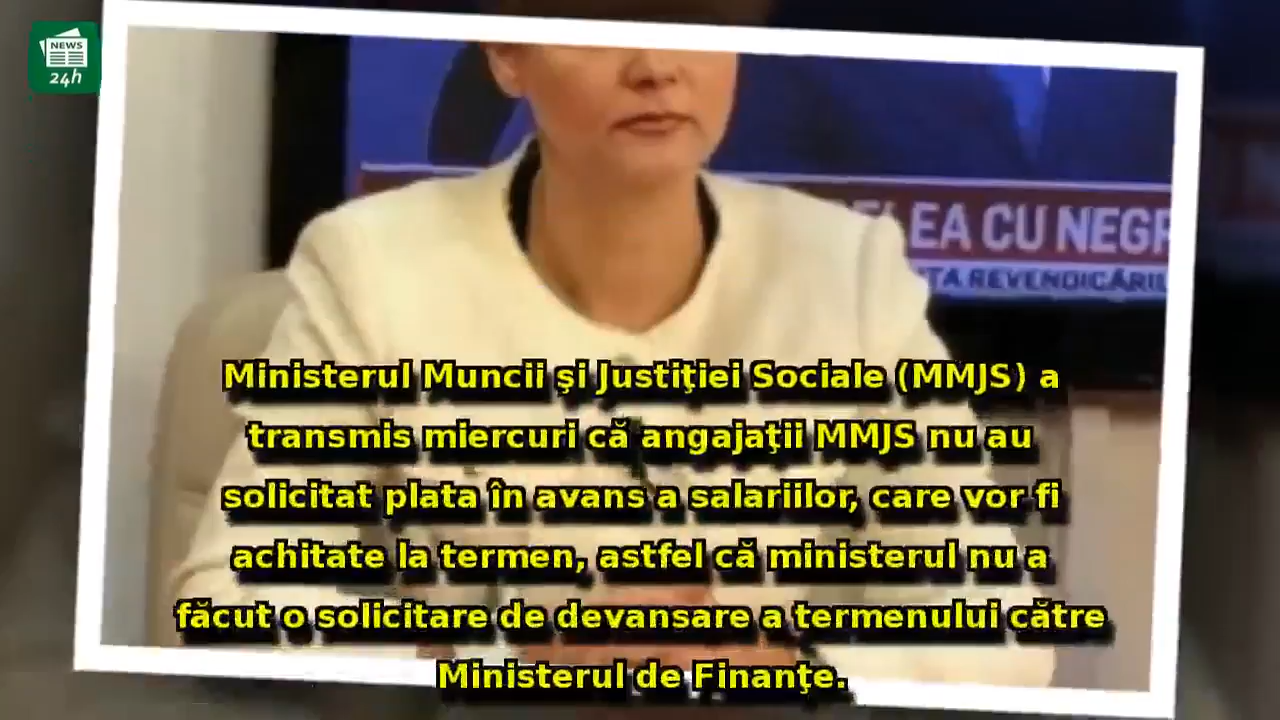 NEWS
24h
EA CU NEGR
TA REVENDICĂRIL
Ministerul Muncii şi Justiţiei Sociale (MMJS) a
transmis miercuri că angajaţii MMJS nu au
solicitat plata în avans a salariilor, care vor fi
achitate la termen, astfel că ministerul nu a
făcut o solicitare de devansare a termenului către
Ministerul de Finanţe.